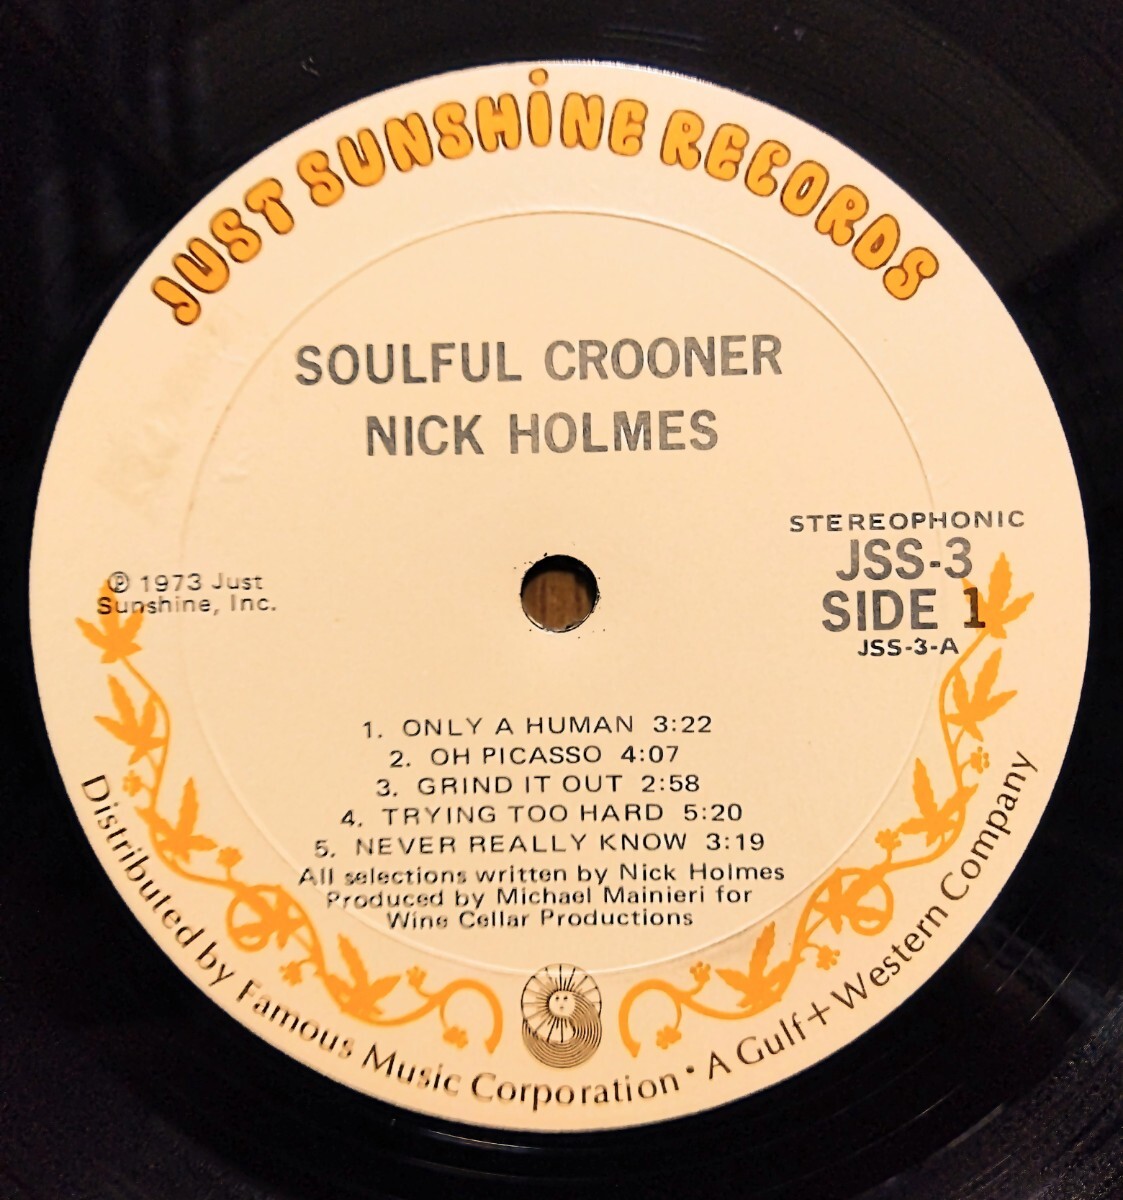 JUST SUNSHiNE RECORDS
SOULFUL CROONER
NICK HOLMES
STEREOPHONIC
JSS-3
SIDE 1
JSS-3-A
℗ 1973 Just
Sunshine, Inc.
1. ONLY A HUMAN 3:22
2. OH PICASSO 4:07
3. GRIND IT OUT 2:58
4. TRYING TOO HARD 5:20
5. NEVER REALLY KNOW 3:19
All selections written by Nick Holmes
Produced by Michael Mainieri for
Wine Cellar Productions
Distributed by Famous Music Corporation • A Gulf + Western Company